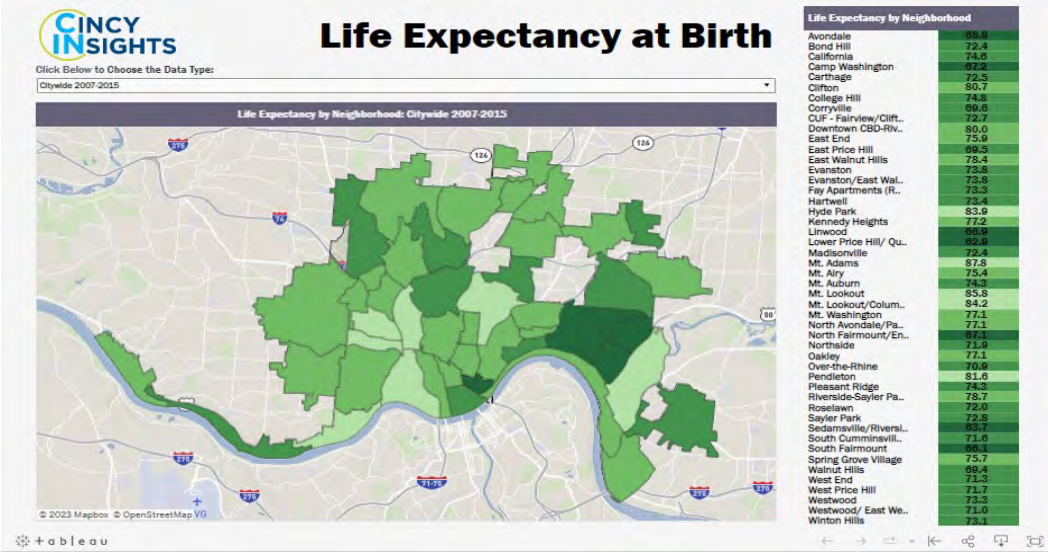 CINCY
INSIGHTS
Life Expectancy at Birth
Click Below to Choose the Data Type:
Citywide 2007-2015
Life Expectancy by Neighborhood: Citywide 2007-2015
275
126
126
74
50
71-75
275
275
275
275
VG
© 2023 Mapbox © OpenStreetMap
Life Expectancy by Neighborhood
Avondale 68.9
Bond Hill 72.4
California 74.6
Camp Washington 67.2
Carthage 72.5
Clifton 80.7
College Hill 74.8
Corryville 69.6
CUF - Fairview/Clift.. 72.7
Downtown CBD-Riv.. 80.0
East End 75.9
East Price Hill 69.5
East Walnut Hills 78.4
Evanston 73.8
Evanston/East Wal.. 73.8
Fay Apartments (R.. 73.3
Hartwell 73.4
Hyde Park 83.9
Kennedy Heights 77.2
Linwood 66.9
Lower Price Hill/ Qu.. 62.9
Madisonville 72.4
Mt. Adams 87.8
Mt. Airy 75.4
Mt. Auburn 74.3
Mt. Lookout 85.8
Mt. Lookout/Colum.. 84.2
Mt. Washington 77.1
North Avondale/Pa.. 77.1
North Fairmount/En.. 67.1
Northside 71.9
Oakley 77.1
Over-the-Rhine 70.9
Pendleton 81.6
Pleasant Ridge 74.3
Riverside-Sayler Pa.. 78.7
Roselawn 72.0
Sayler Park 72.8
Sedamsville/Riversi.. 63.7
South Cumminsvill.. 71.6
South Fairmount 66.1
Spring Grove Village 75.7
Walnut Hills 69.4
West End 71.3
West Price Hill 71.7
Westwood 73.3
Westwood/ East We.. 71.0
Winton Hills 73.1
+ a b l e a u